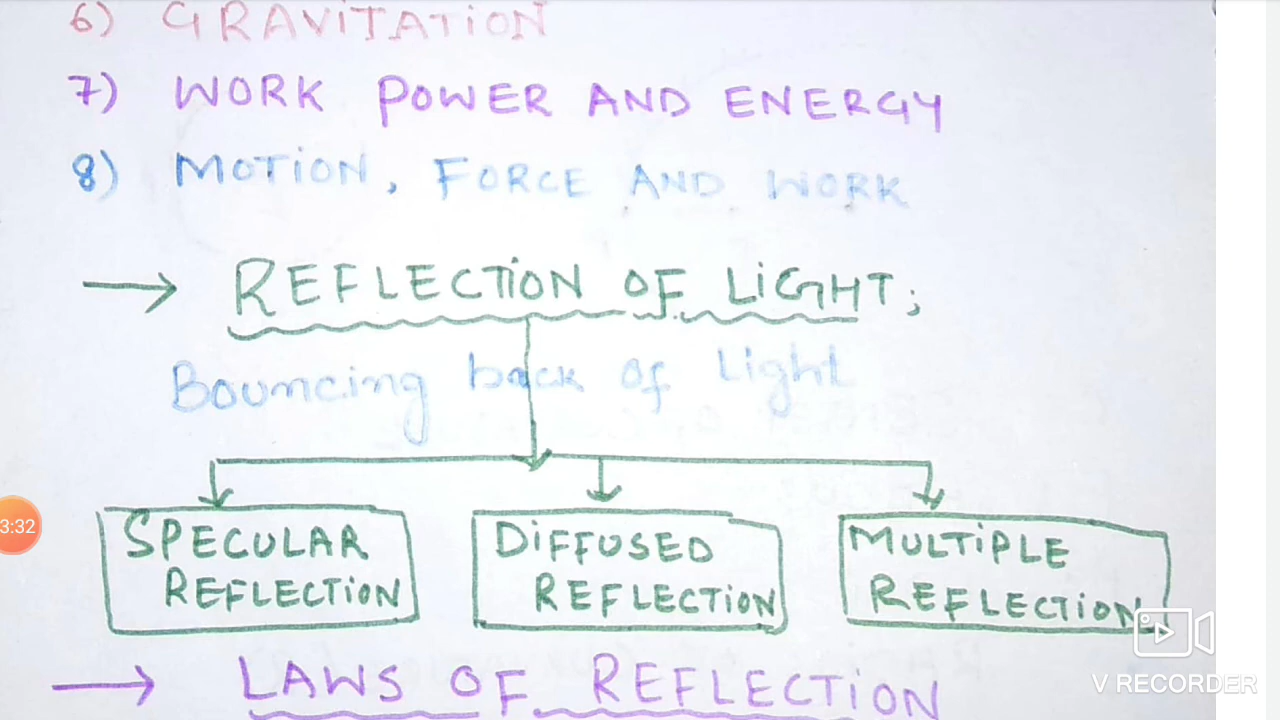 6) GRAVITATION
7) WORK POWER AND ENERGY
8) MOTION, FORCE AND WORK
→ REFLECTION OF LIGHT;
Bouncing back of Light
SPECULAR REFLECTION
DIFFUSED REFLECTION
MULTIPLE REFLECTION
3:32
→ LAWS OF REFLECTION
V RECORDER